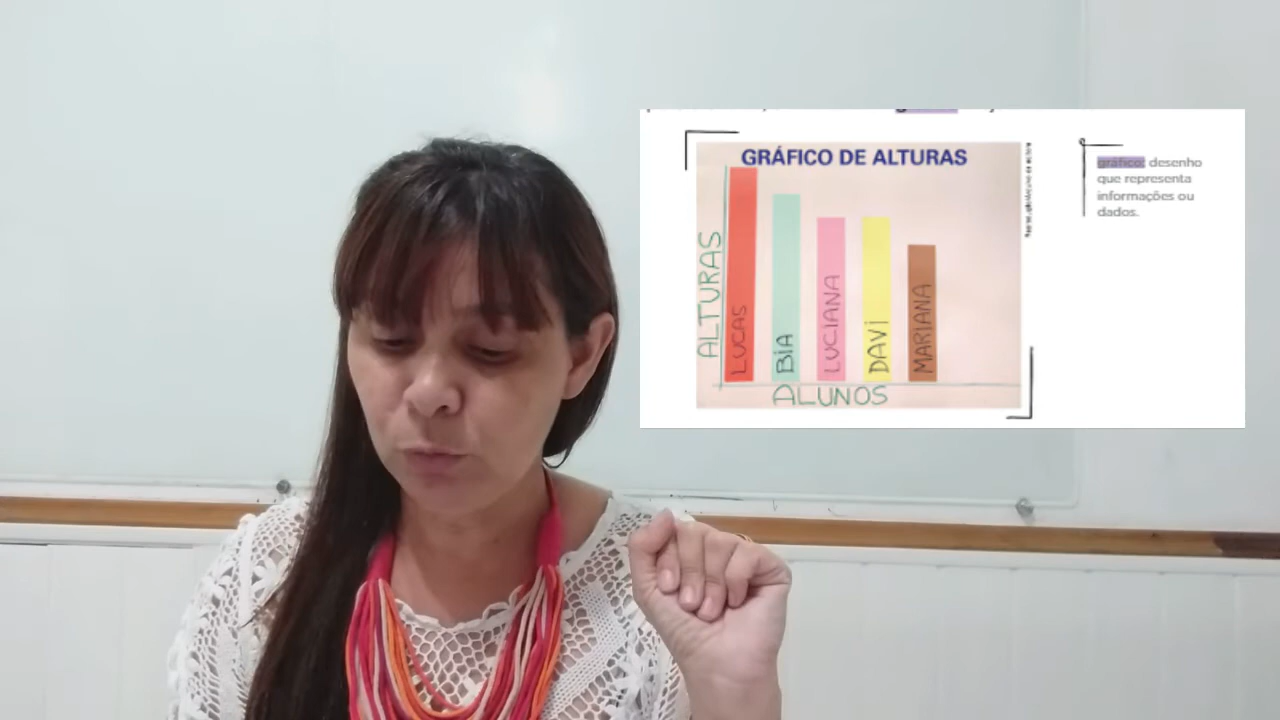 GRÁFICO DE ALTURAS
ALTURAS
LUCAS
BIA
LUCIANA
DAVI
MARIANA
ALUNOS
gráfico: desenho
que representa
informações ou
dados.